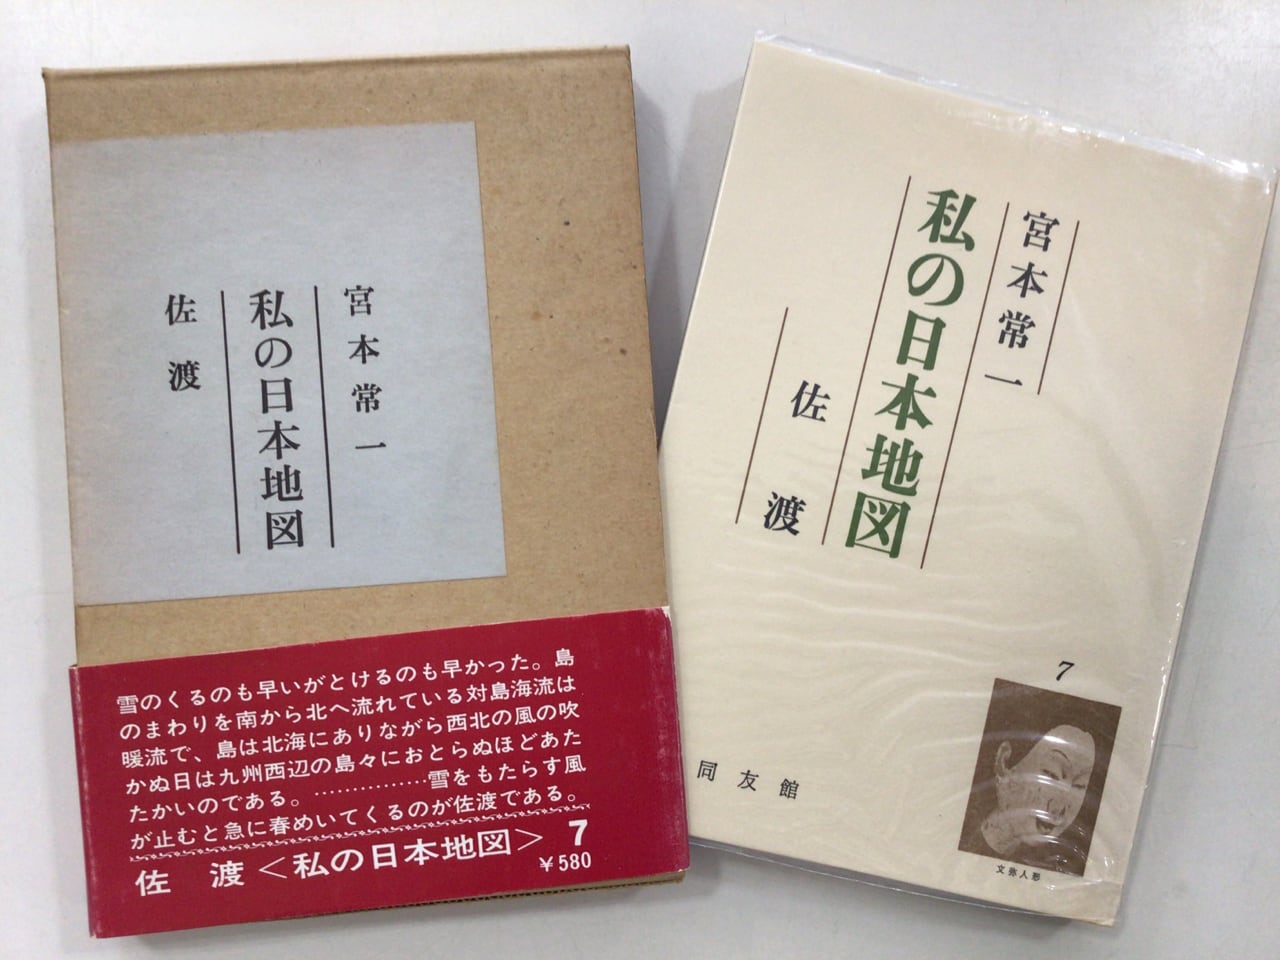 宮本常一
私の日本地図
佐渡
雪のくるのも早いがとけるのも早かった。島
のまわりを南から北へ流れている対島海流は
暖流で、島は北海にありながら西北の風の吹
かぬ日は九州西辺の島々におとらぬほどあた
たかいのである。……………雪をもたらす風
が止むと急に春めいてくるのが佐渡である。
佐 渡 <私の日本地図> 7
¥580
宮本常一
私の日本地図
佐渡
7
文弥人形
同友館